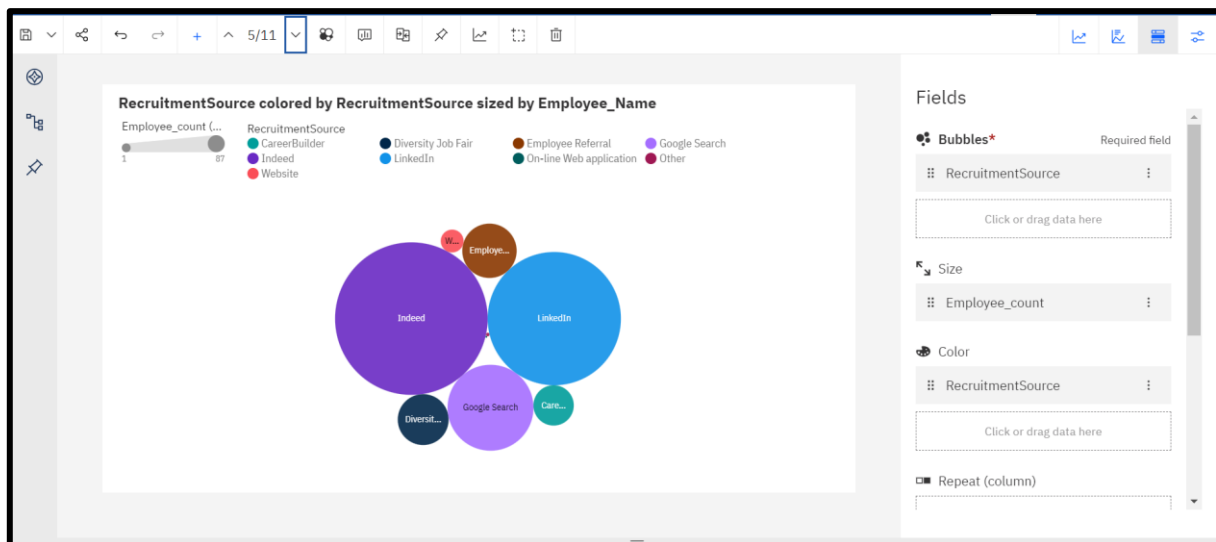 5/11
RecruitmentSource colored by RecruitmentSource sized by Employee_Name
Employee_count (...
1 87
RecruitmentSource
CareerBuilder Diversity Job Fair Employee Referral Google Search
Indeed LinkedIn On-line Web application Other
Website
W...
Employe...
Indeed
LinkedIn
Google Search
Care...
Diversit...
Fields
Bubbles* Required field
RecruitmentSource
Click or drag data here
Size
Employee_count
Color
RecruitmentSource
Click or drag data here
Repeat (column)